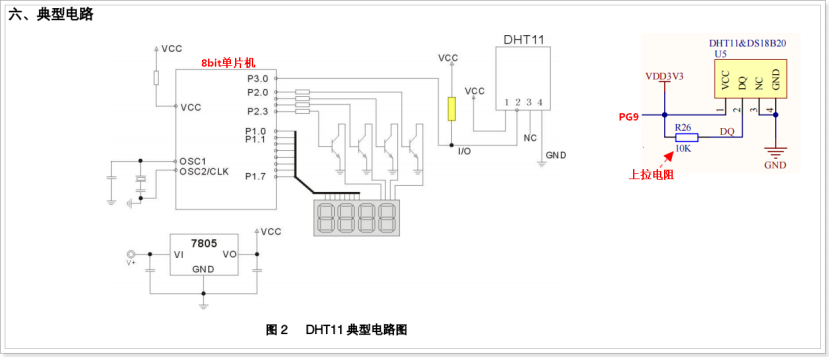 六、典型电路
VCC
8bit单片机
VCC
P3.0
P2.0
P2.3
P1.0
P1.1
P1.7
OSC1
OSC2/CLK
VCC
VCC
DHT11
1 2 3 4
NC
I/O
GND
7805
VI
VO
GND
V+
VCC
DHT11&DS18B20
U5
VDD3V3
VCC
DQ
NC
GND
1
2
3
4
PG9
R26
10K
DQ
GND
上拉电阻
图 2 DHT11 典型电路图